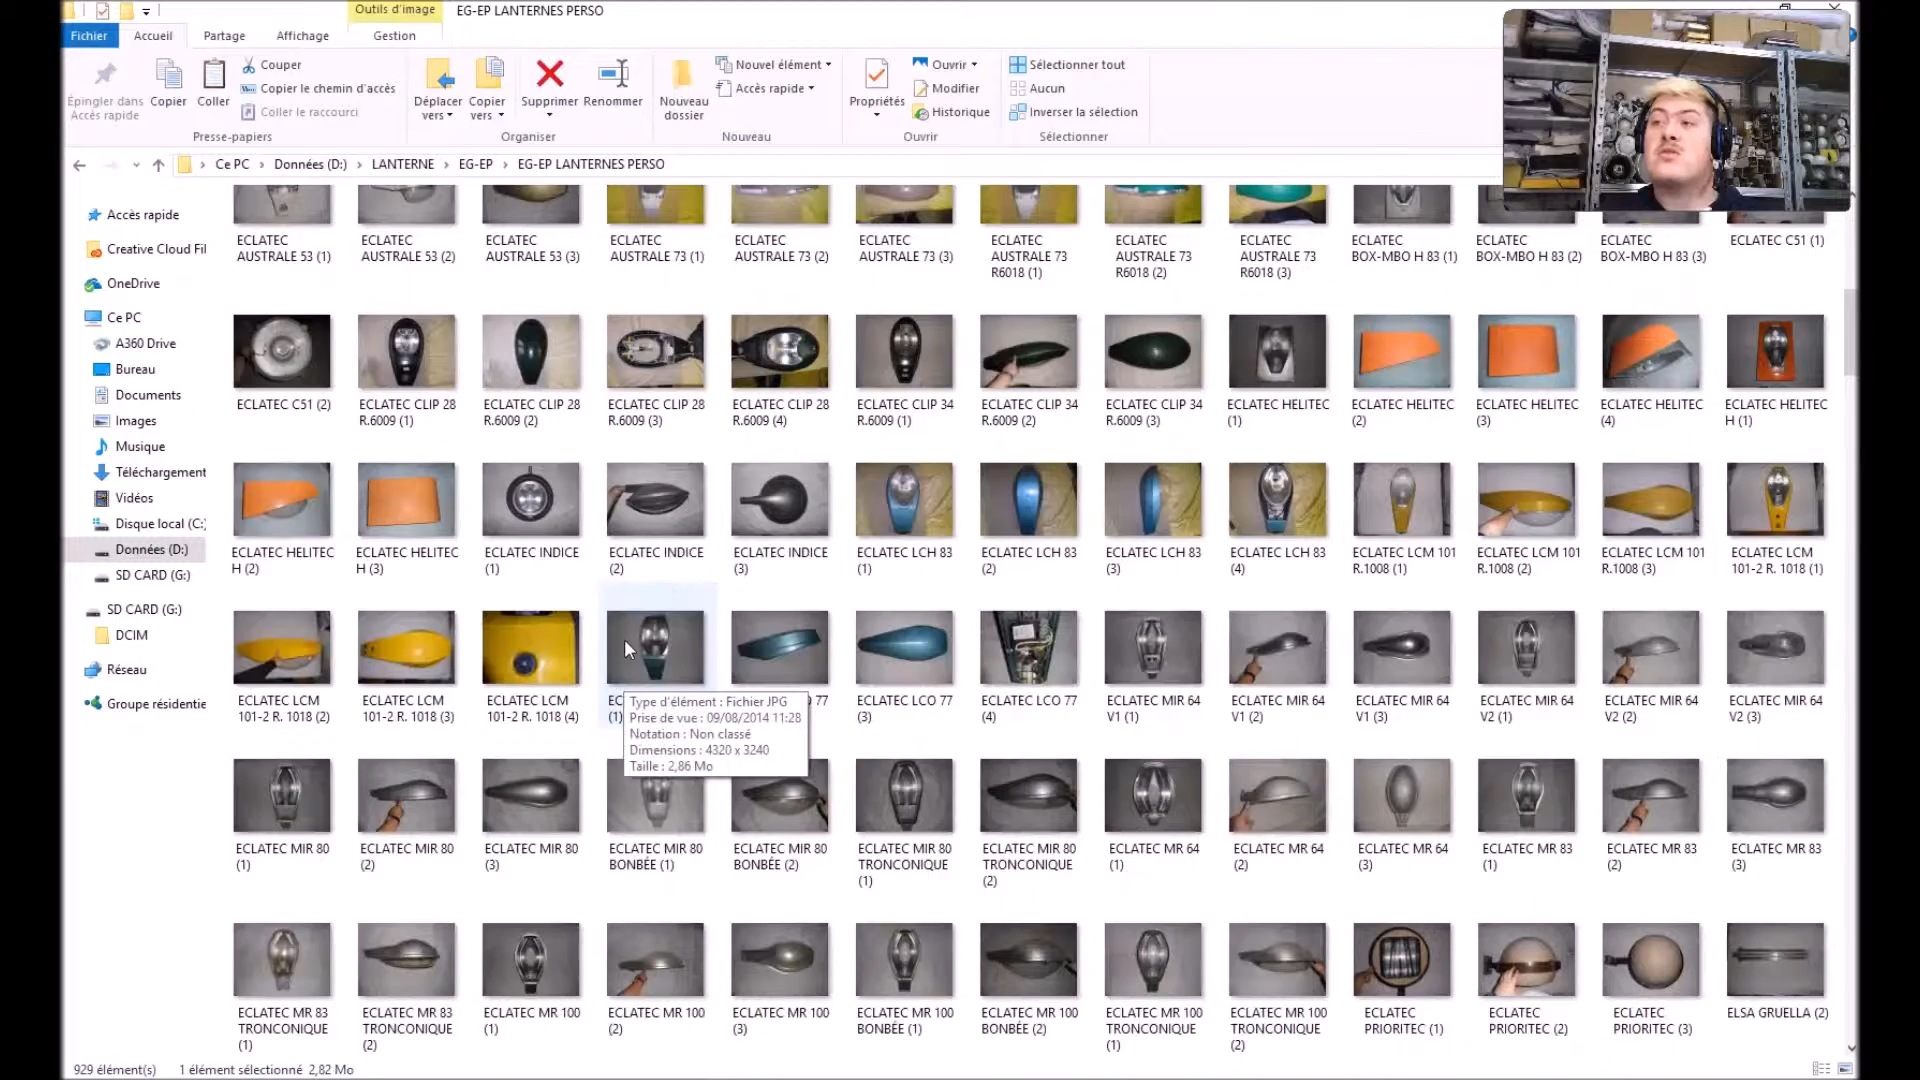 Outils d'image
EG-EP LANTERNES PERSO
Fichier
Accueil
Partage
Affichage
Gestion
Épingler dans
Accès rapide
Copier
Coller
Couper
Copier le chemin d'accès
Coller le raccourci
Presse-papiers
Déplacer
vers
Copier
vers
Supprimer
Renommer
Organiser
Nouveau
dossier
Nouvel élément
Accès rapide
Nouveau
Propriétés
Ouvrir
Modifier
Historique
Ouvrir
Sélectionner tout
Aucun
Inverser la sélection
Sélectionner
Ce PC > Données (D:) > LANTERNE > EG-EP > EG-EP LANTERNES PERSO
Accès rapide
Creative Cloud Fil
OneDrive
Ce PC
A360 Drive
Bureau
Documents
Images
Musique
Téléchargement
Vidéos
Disque local (C:)
Données (D:)
SD CARD (G:)
SD CARD (G:)
DCIM
Réseau
Groupe résidentie
ECLATEC
AUSTRALE 53 (1)
ECLATEC
AUSTRALE 53 (2)
ECLATEC
AUSTRALE 53 (3)
ECLATEC
AUSTRALE 73 (1)
ECLATEC
AUSTRALE 73 (2)
ECLATEC
AUSTRALE 73 (3)
ECLATEC
AUSTRALE 73
R6018 (1)
ECLATEC
AUSTRALE 73
R6018 (2)
ECLATEC
AUSTRALE 73
R6018 (3)
ECLATEC
BOX-MBO H 83 (1)
ECLATEC
BOX-MBO H 83 (2)
ECLATEC
BOX-MBO H 83 (3)
ECLATEC C51 (1)
ECLATEC C51 (2)
ECLATEC CLIP 28
R.6009 (1)
ECLATEC CLIP 28
R.6009 (2)
ECLATEC CLIP 28
R.6009 (3)
ECLATEC CLIP 28
R.6009 (4)
ECLATEC CLIP 34
R.6009 (1)
ECLATEC CLIP 34
R.6009 (2)
ECLATEC CLIP 34
R.6009 (3)
ECLATEC HELITEC
(1)
ECLATEC HELITEC
(2)
ECLATEC HELITEC
(3)
ECLATEC HELITEC
(4)
ECLATEC HELITEC
H (1)
ECLATEC HELITEC
H (2)
ECLATEC HELITEC
H (3)
ECLATEC INDICE
(1)
ECLATEC INDICE
(2)
ECLATEC INDICE
(3)
ECLATEC LCH 83
(1)
ECLATEC LCH 83
(2)
ECLATEC LCH 83
(3)
ECLATEC LCH 83
(4)
ECLATEC LCM 101
R.1008 (1)
ECLATEC LCM 101
R.1008 (2)
ECLATEC LCM 101
R.1008 (3)
ECLATEC LCM
101-2 R. 1018 (1)
ECLATEC LCM
101-2 R. 1018 (2)
ECLATEC LCM
101-2 R. 1018 (3)
ECLATEC LCM
101-2 R. 1018 (4)
EC
(1)
77
ECLATEC LCO 77
(3)
ECLATEC LCO 77
(4)
ECLATEC MIR 64
V1 (1)
ECLATEC MIR 64
V1 (2)
ECLATEC MIR 64
V1 (3)
ECLATEC MIR 64
V2 (1)
ECLATEC MIR 64
V2 (2)
ECLATEC MIR 64
V2 (3)
Type d'élément : Fichier JPG
Prise de vue : 09/08/2014 11:28
Notation : Non classé
Dimensions : 4320 x 3240
Taille : 2,86 Mo
ECLATEC MIR 80
(1)
ECLATEC MIR 80
(2)
ECLATEC MIR 80
(3)
ECLATEC MIR 80
BONBÉE (1)
ECLATEC MIR 80
BONBÉE (2)
ECLATEC MIR 80
TRONCONIQUE
(1)
ECLATEC MIR 80
TRONCONIQUE
(2)
ECLATEC MR 64
(1)
ECLATEC MR 64
(2)
ECLATEC MR 64
(3)
ECLATEC MR 83
(1)
ECLATEC MR 83
(2)
ECLATEC MR 83
(3)
ECLATEC MR 83
TRONCONIQUE
(1)
ECLATEC MR 83
TRONCONIQUE
(2)
ECLATEC MR 100
(1)
ECLATEC MR 100
(2)
ECLATEC MR 100
(3)
ECLATEC MR 100
BONBÉE (1)
ECLATEC MR 100
BONBÉE (2)
ECLATEC MR 100
TRONCONIQUE
(1)
ECLATEC MR 100
TRONCONIQUE
(2)
ECLATEC
PRIORITEC (1)
ECLATEC
PRIORITEC (2)
ECLATEC
PRIORITEC (3)
ELSA GRUELLA (2)
929 élément(s)
1 élément sélectionné 2,82 Mo